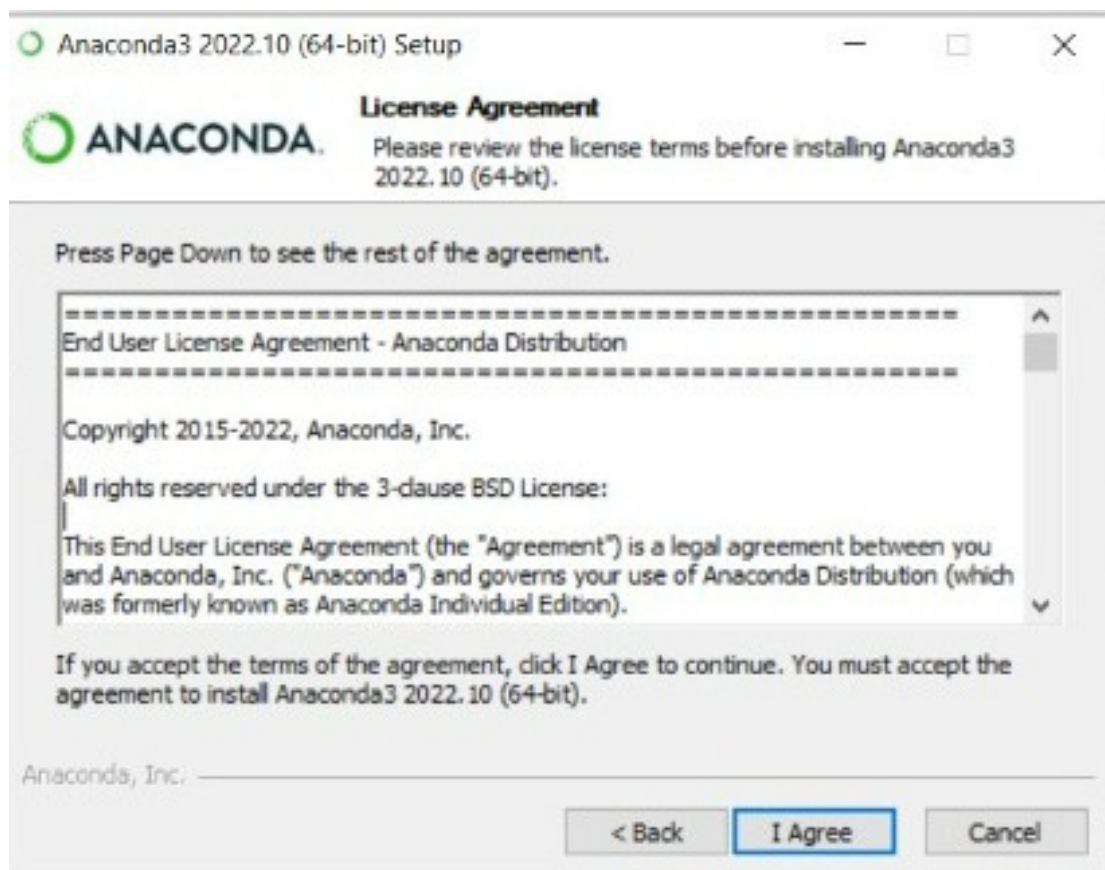 Anaconda3 2022.10 (64-bit) Setup
ANACONDA.
License Agreement
Please review the license terms before installing Anaconda3
2022.10 (64-bit).
Press Page Down to see the rest of the agreement.
==================================================
End User License Agreement - Anaconda Distribution
==================================================
Copyright 2015-2022, Anaconda, Inc.
All rights reserved under the 3-clause BSD License:
This End User License Agreement (the "Agreement") is a legal agreement between you
and Anaconda, Inc. ("Anaconda") and governs your use of Anaconda Distribution (which
was formerly known as Anaconda Individual Edition).
If you accept the terms of the agreement, click I Agree to continue. You must accept the
agreement to install Anaconda3 2022.10 (64-bit).
Anaconda, Inc.
< Back
I Agree
Cancel